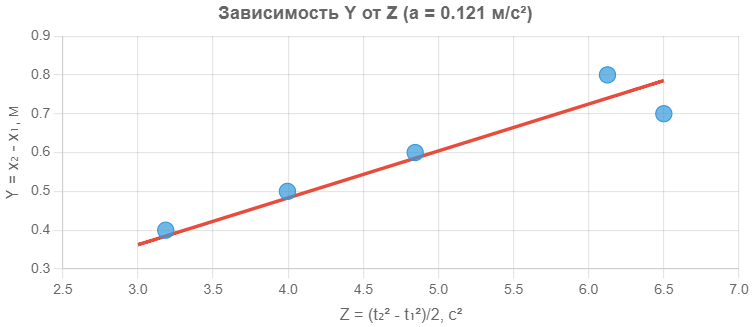 Зависимость Y от Z (a = 0.121 м/с²)
Y = x₂ − x₁, м
0.9
0.8
0.7
0.6
0.5
0.4
0.3
2.5 3.0 3.5 4.0 4.5 5.0 5.5 6.0 6.5 7.0
Z = (t₂² - t₁²)/2, с²